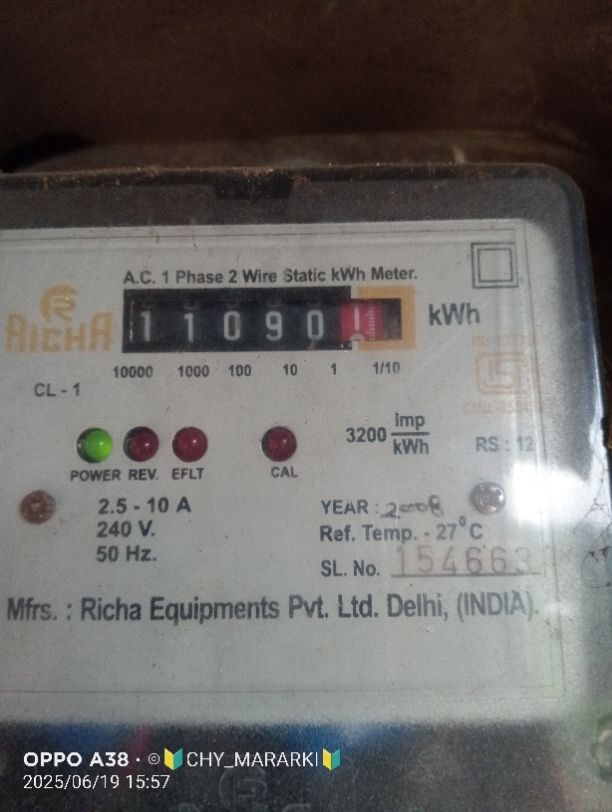 A.C. 1 Phase 2 Wire Static kWh Meter.
RICHA
1 1 0 9 0 kWh
10000 1000 100 10 1 1/10
CL - 1
3200 Imp/kWh
RS : 12
POWER REV. EFLT CAL
2.5 - 10 A
240 V.
50 Hz.
YEAR : 2008
Ref. Temp. - 27°C
SL. No. 154663
Mfrs. : Richa Equipments Pvt. Ltd. Delhi, (INDIA).
OPPO A38 · ©🔰CHY_MARARKI🔰
2025/06/19 15:57